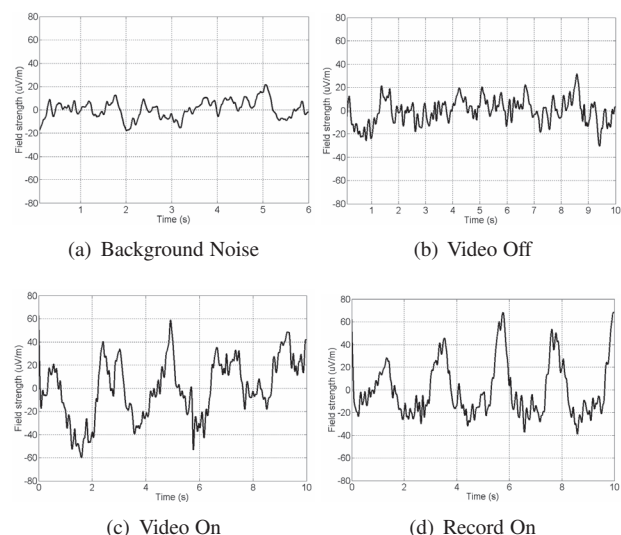 80
60
40
20
0
-20
-40
-60
-80
Field strength (uV/m)
1 2 3 4 5 6
Time (s)
(a) Background Noise
80
60
40
20
0
-20
-40
-60
-80
Field strength (uV/m)
1 2 3 4 5 6 7 8 9 10
Time (s)
(b) Video Off
80
60
40
20
0
-20
-40
-60
-80
Field strength (uV/m)
0 2 4 6 8 10
Time (s)
(c) Video On
80
60
40
20
0
-20
-40
-60
-80
Field strength (uV/m)
0 2 4 6 8 10
Time (s)
(d) Record On